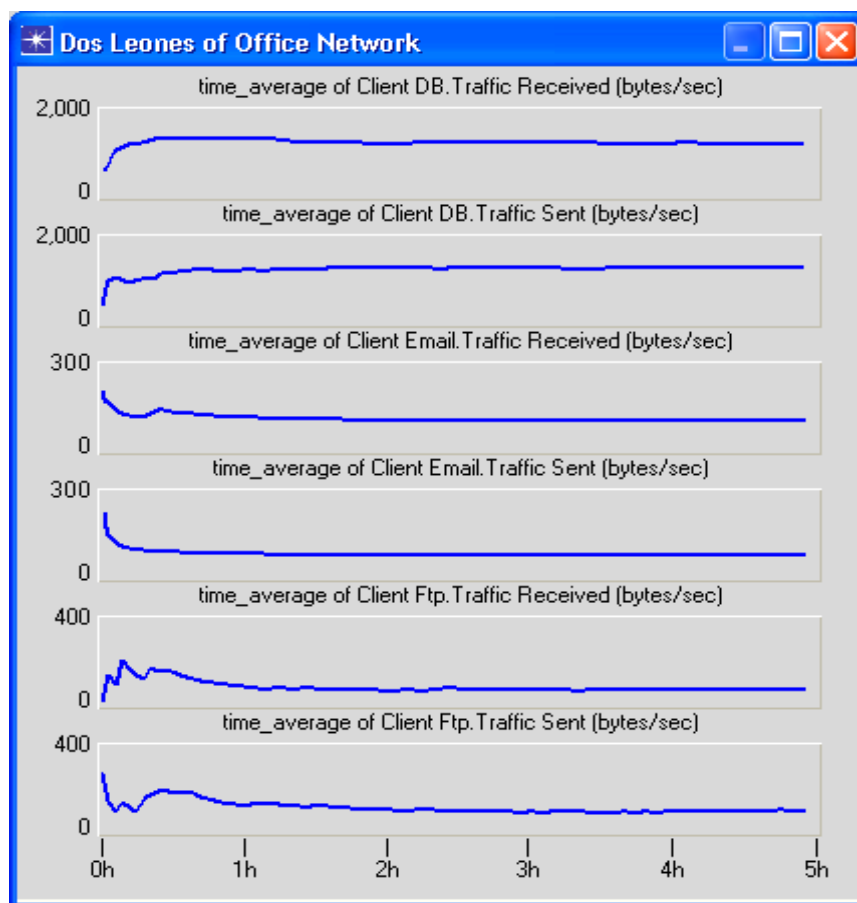 Dos Leones of Office Network
time_average of Client DB.Traffic Received (bytes/sec)
2,000
0
time_average of Client DB.Traffic Sent (bytes/sec)
2,000
0
time_average of Client Email.Traffic Received (bytes/sec)
300
0
time_average of Client Email.Traffic Sent (bytes/sec)
300
0
time_average of Client Ftp.Traffic Received (bytes/sec)
400
0
time_average of Client Ftp.Traffic Sent (bytes/sec)
400
0
0h 1h 2h 3h 4h 5h